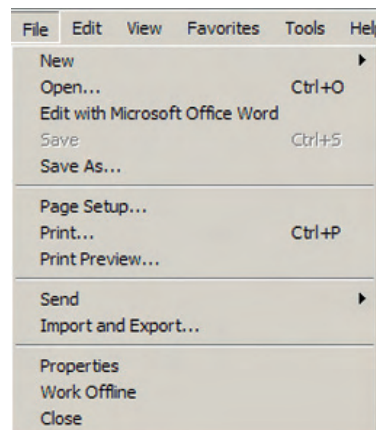 File Edit View Favorites Tools Help
New
Open... Ctrl+O
Edit with Microsoft Office Word
Save Ctrl+S
Save As...
Page Setup...
Print... Ctrl+P
Print Preview...
Send
Import and Export...
Properties
Work Offline
Close